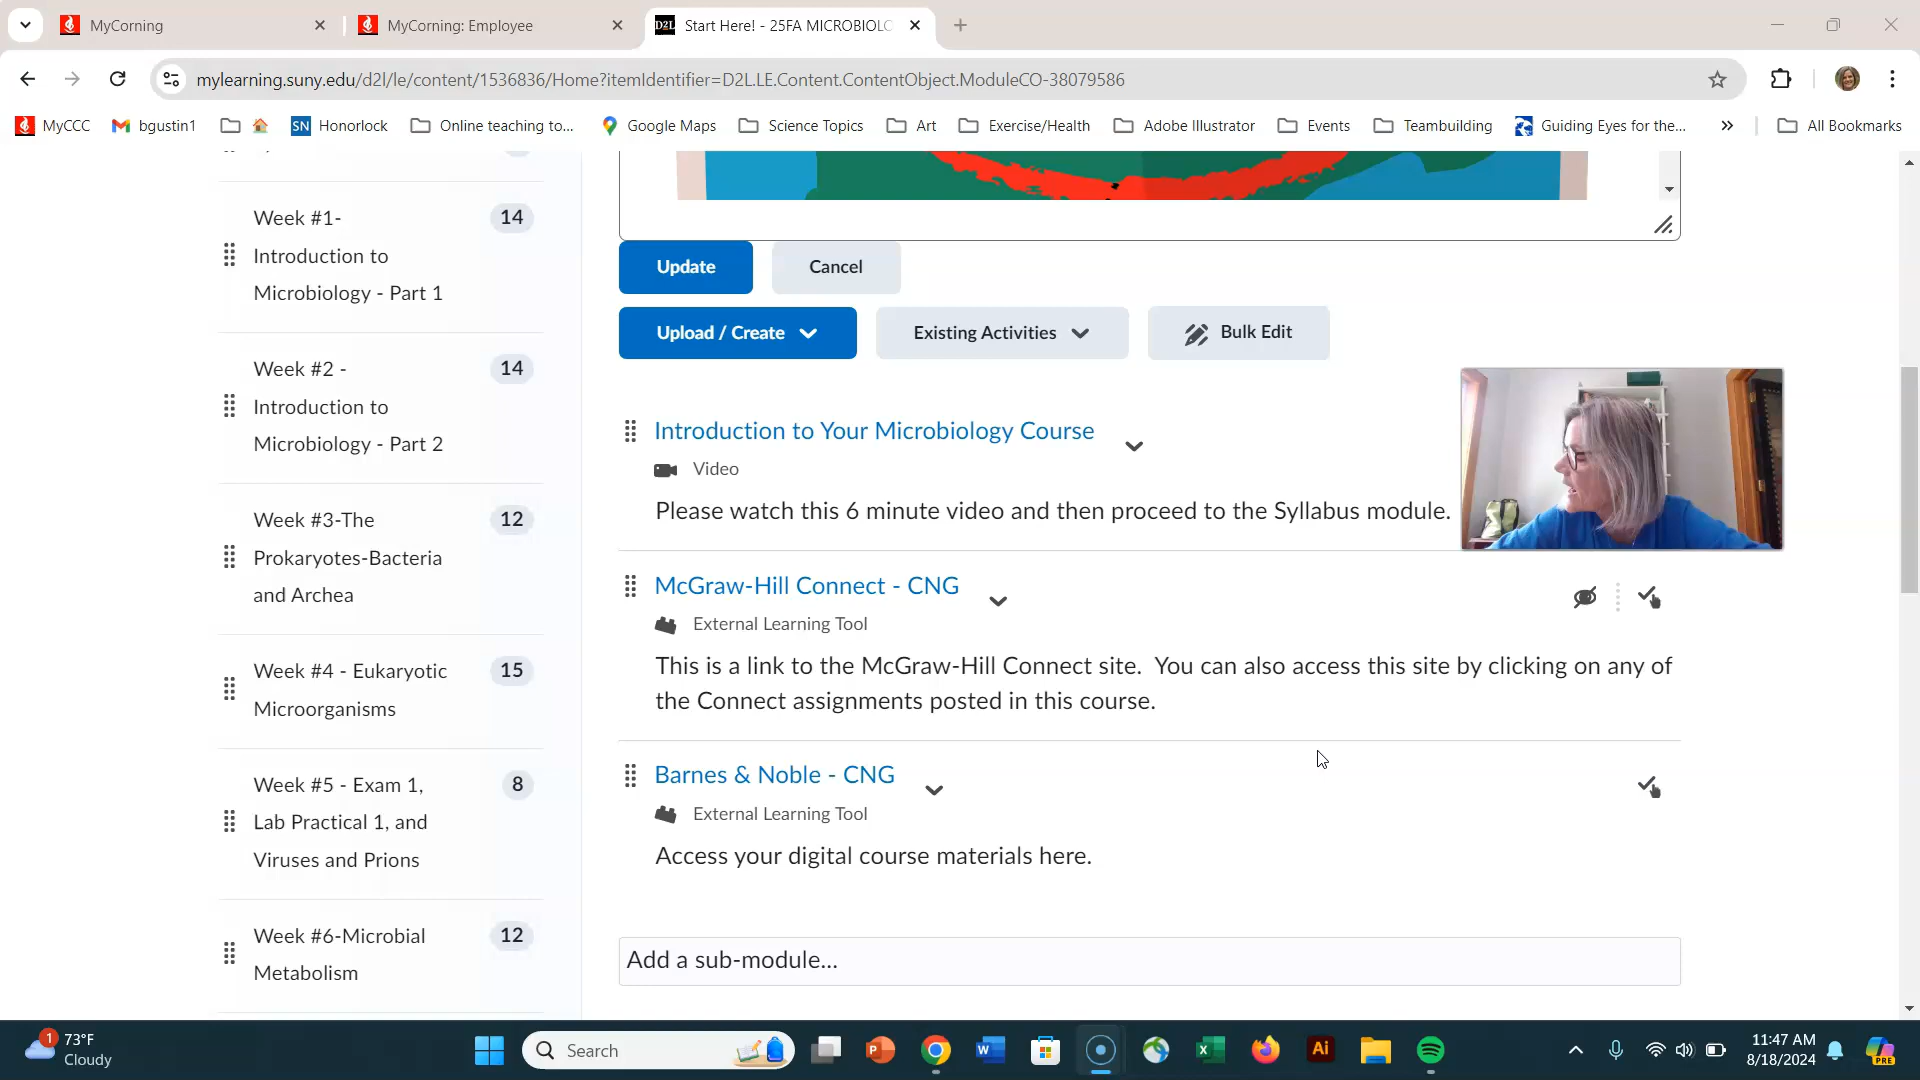 MyCorning
MyCorning: Employee
D2L Start Here! - 25FA MICROBIOLO
mylearning.suny.edu/d2l/le/content/1536836/Home?itemIdentifier=D2L.LE.Content.ContentObject.ModuleCO-38079586
MyCCC
bgustin1
SN Honorlock
Online teaching to...
Google Maps
Science Topics
Art
Exercise/Health
Adobe Illustrator
Events
Teambuilding
Guiding Eyes for the...
All Bookmarks
Week #1-
Introduction to
Microbiology - Part 1
14
Week #2 -
Introduction to
Microbiology - Part 2
14
Week #3-The
Prokaryotes-Bacteria
and Archea
12
Week #4 - Eukaryotic
Microorganisms
15
Week #5 - Exam 1,
Lab Practical 1, and
Viruses and Prions
8
Week #6-Microbial
Metabolism
12
Update
Cancel
Upload / Create
Existing Activities
Bulk Edit
Introduction to Your Microbiology Course
Video
Please watch this 6 minute video and then proceed to the Syllabus module.
McGraw-Hill Connect - CNG
External Learning Tool
This is a link to the McGraw-Hill Connect site. You can also access this site by clicking on any of
the Connect assignments posted in this course.
Barnes & Noble - CNG
External Learning Tool
Access your digital course materials here.
Add a sub-module...
1
73°F
Cloudy
Search
P
W
X
Ai
11:47 AM
8/18/2024
PRE